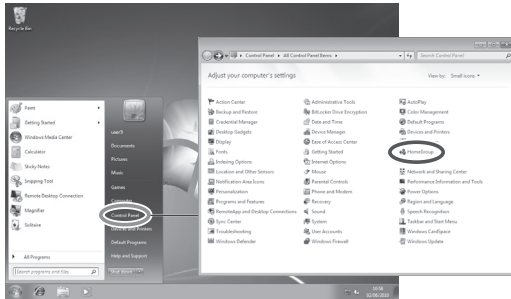 Recycle Bin
Control Panel ▸ All Control Panel Items ▸
Search Control Panel
Adjust your computer's settings
View by: Small icons
Action Center
Administrative Tools
AutoPlay
Backup and Restore
BitLocker Drive Encryption
Color Management
Credential Manager
Date and Time
Default Programs
Desktop Gadgets
Device Manager
Devices and Printers
Display
Ease of Access Center
Fonts
Getting Started
HomeGroup
Indexing Options
Internet Options
Location and Other Sensors
Mouse
Network and Sharing Center
Notification Area Icons
Parental Controls
Performance Information and Tools
Personalization
Phone and Modem
Power Options
Programs and Features
Recovery
Region and Language
RemoteApp and Desktop Connections
Sound
Speech Recognition
Sync Center
System
Taskbar and Start Menu
Troubleshooting
User Accounts
Windows CardSpace
Windows Defender
Windows Firewall
Windows Update
Paint
Getting Started
Windows Media Center
Calculator
Sticky Notes
Snipping Tool
Remote Desktop Connection
Magnifier
Solitaire
All Programs
Search programs and files
Documents
Pictures
Music
Games
Computer
Control Panel
Devices and Printers
Default Programs
Help and Support
Shut down